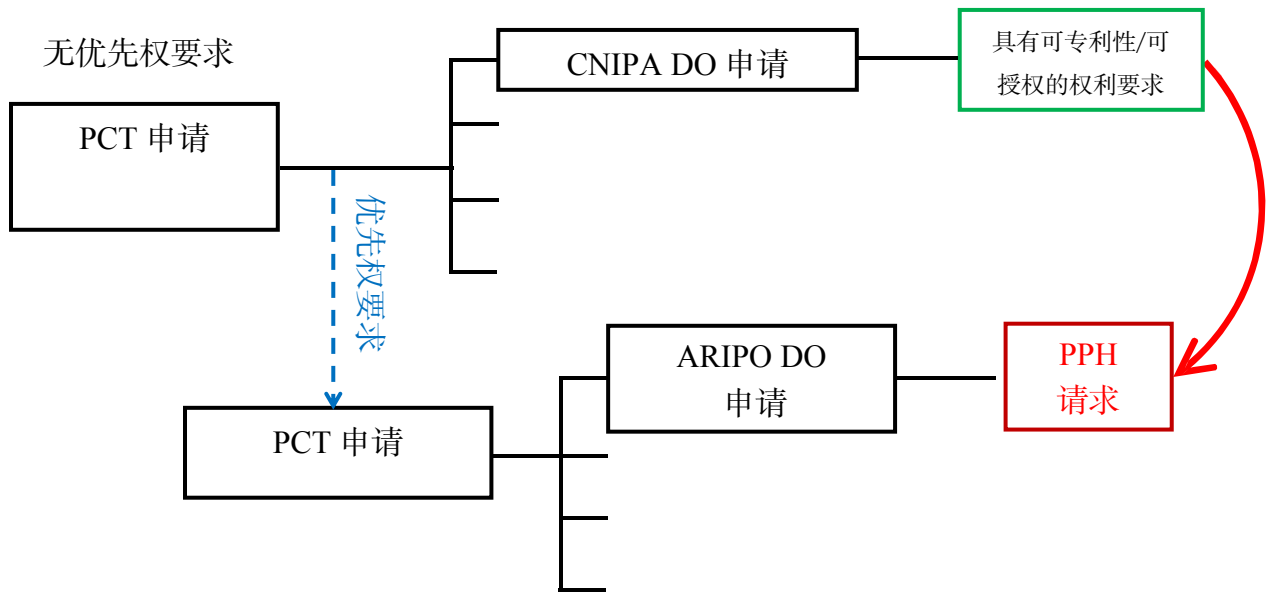 无优先权要求
PCT 申请
CNIPA DO 申请
具有可专利性/可
授权的权利要求
优先权要求
ARIPO DO
申请
PPH
请求
PCT 申请